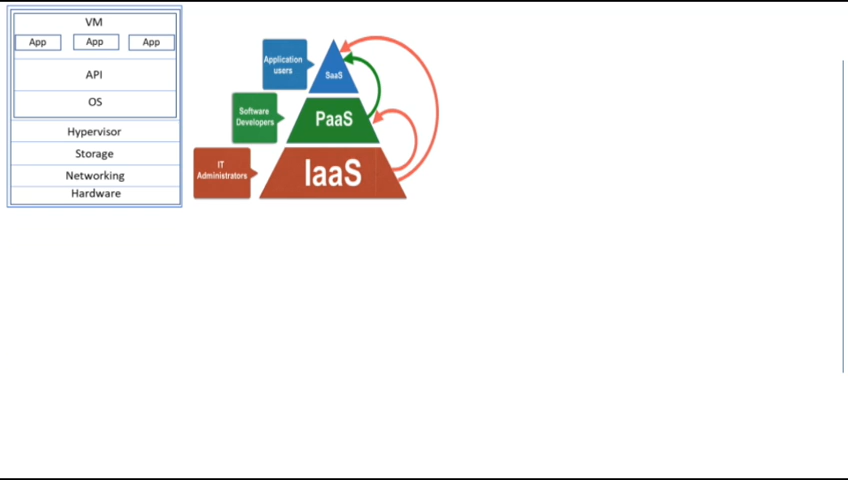 VM
App App App
API
OS
Hypervisor
Storage
Networking
Hardware
Application
users
SaaS
Software
Developers
PaaS
IT
Administrators
IaaS